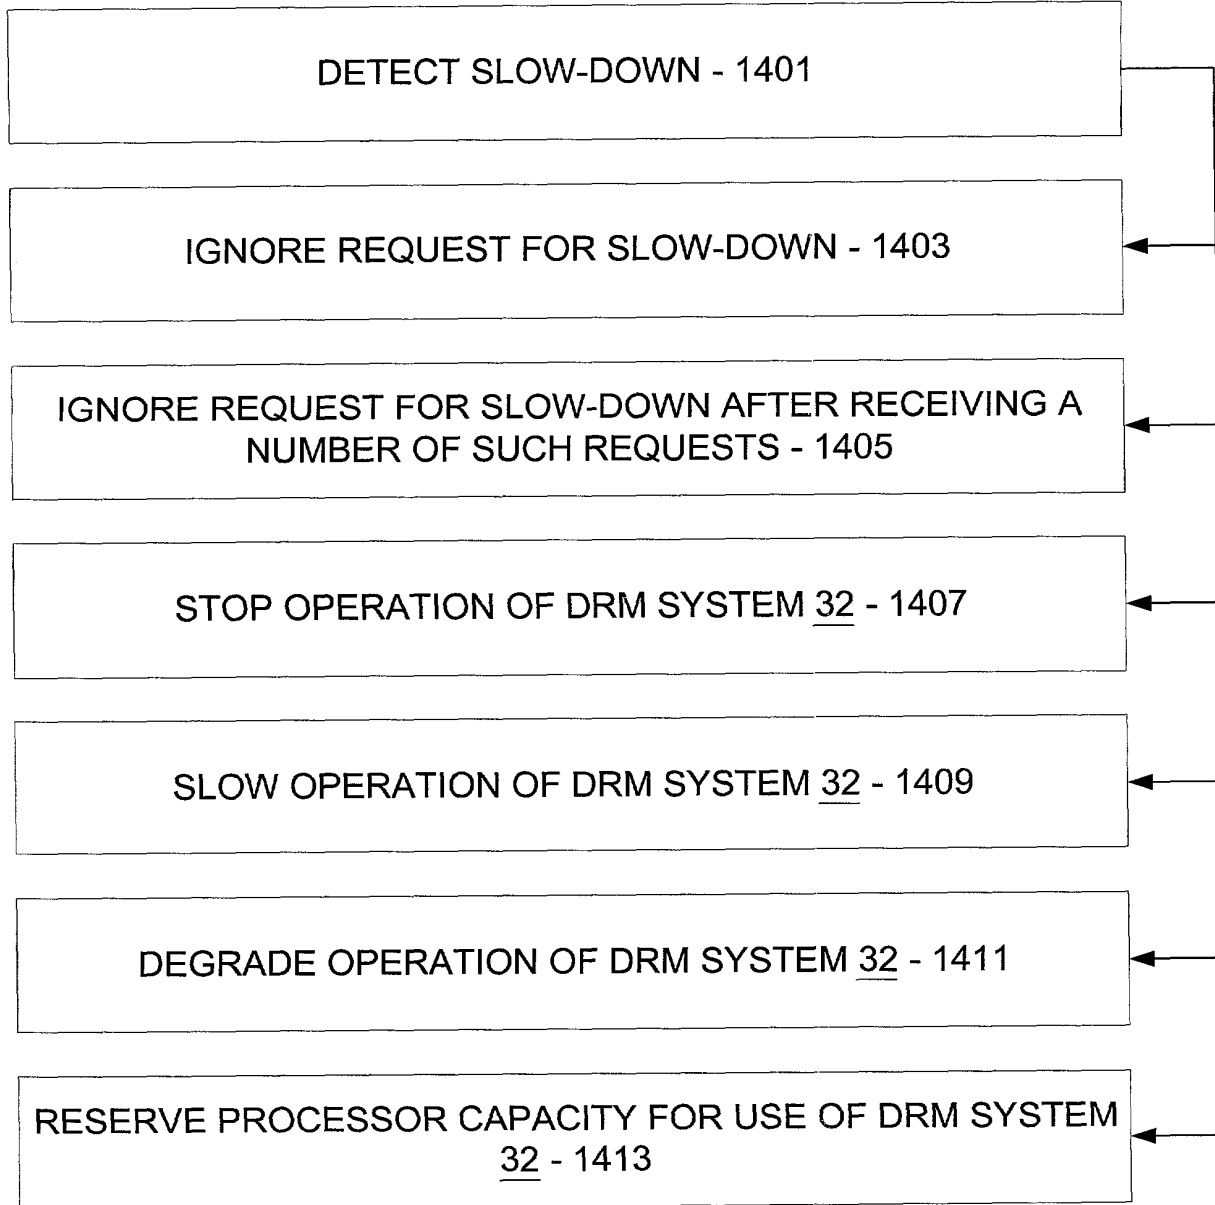 DETECT SLOW-DOWN - 1401
IGNORE REQUEST FOR SLOW-DOWN - 1403
IGNORE REQUEST FOR SLOW-DOWN AFTER RECEIVING A
NUMBER OF SUCH REQUESTS - 1405
STOP OPERATION OF DRM SYSTEM 32 - 1407
SLOW OPERATION OF DRM SYSTEM 32 - 1409
DEGRADE OPERATION OF DRM SYSTEM 32 - 1411
RESERVE PROCESSOR CAPACITY FOR USE OF DRM SYSTEM
32 - 1413